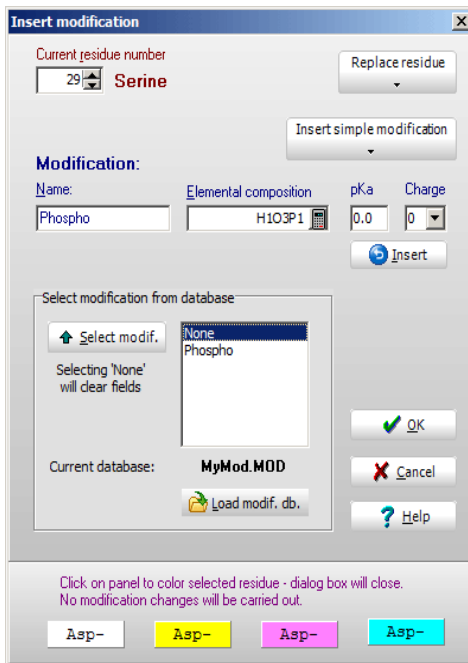 Insert modification
Current residue number
29
Serine
Replace residue
Insert simple modification
Modification:
Name:
Elemental composition
pKa
Charge
Phospho
H1O3P1
0.0
0
Insert
Select modification from database
Select modif.
None
Phospho
Selecting 'None'
will clear fields
OK
Current database:
MyMod.MOD
Cancel
Load modif. db.
Help
Click on panel to color selected residue - dialog box will close.
No modification changes will be carried out.
Asp-
Asp-
Asp-
Asp-